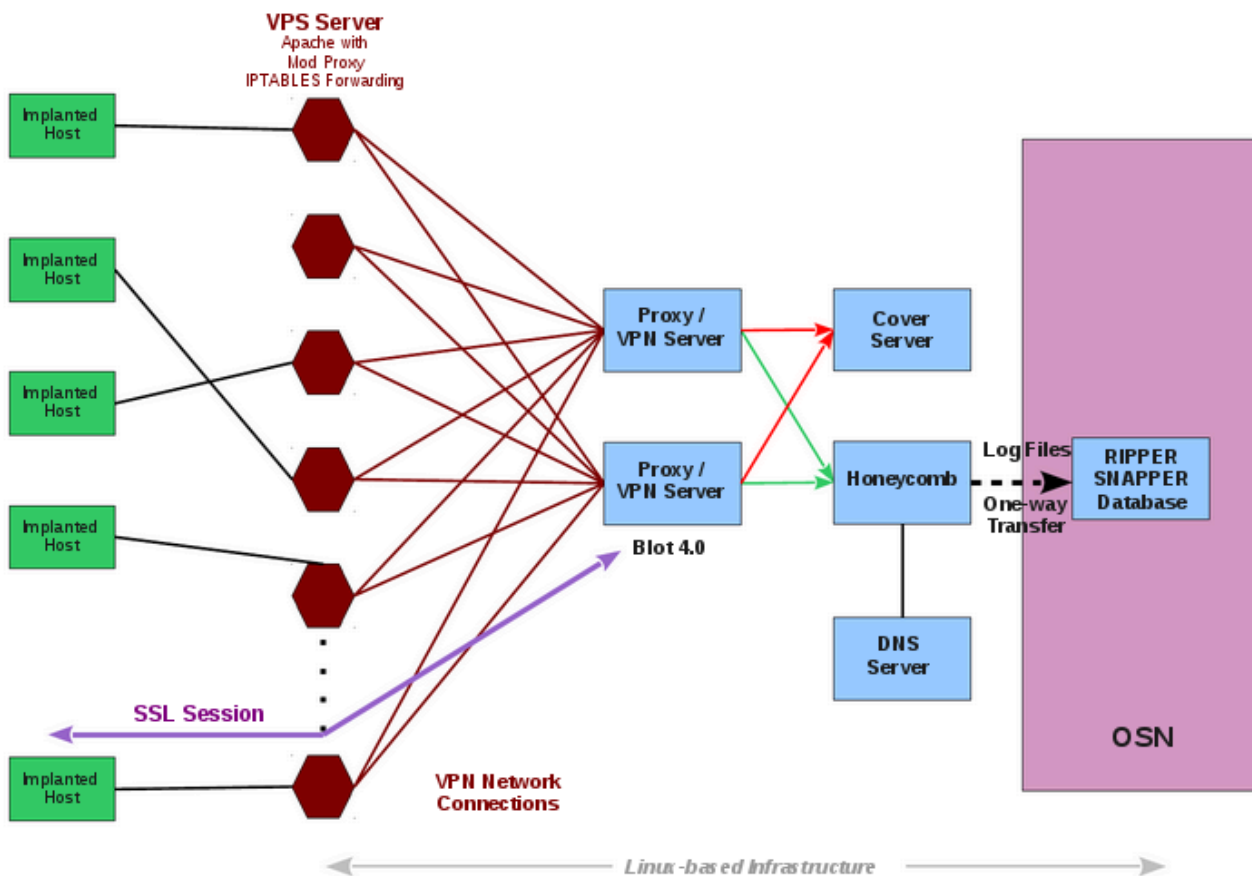 VPS Server
Apache with
Mod Proxy
IPTABLES Forwarding
Implanted
Host
Implanted
Host
Implanted
Host
Implanted
Host
Implanted
Host
Proxy /
VPN Server
Proxy /
VPN Server
Blot 4.0
Cover
Server
Honeycomb
DNS
Server
Log Files
One-way
Transfer
RIPPER
SNAPPER
Database
OSN
SSL Session
VPN Network
Connections
Linux-based Infrastructure